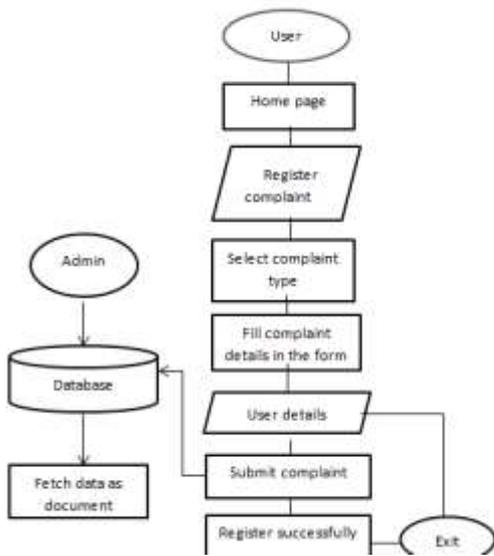 User
Home page
Register
complaint
Select complaint
type
Admin
Fill complaint
details in the form
Database
User details
Fetch data as
document
Submit complaint
Register successfully
Exit